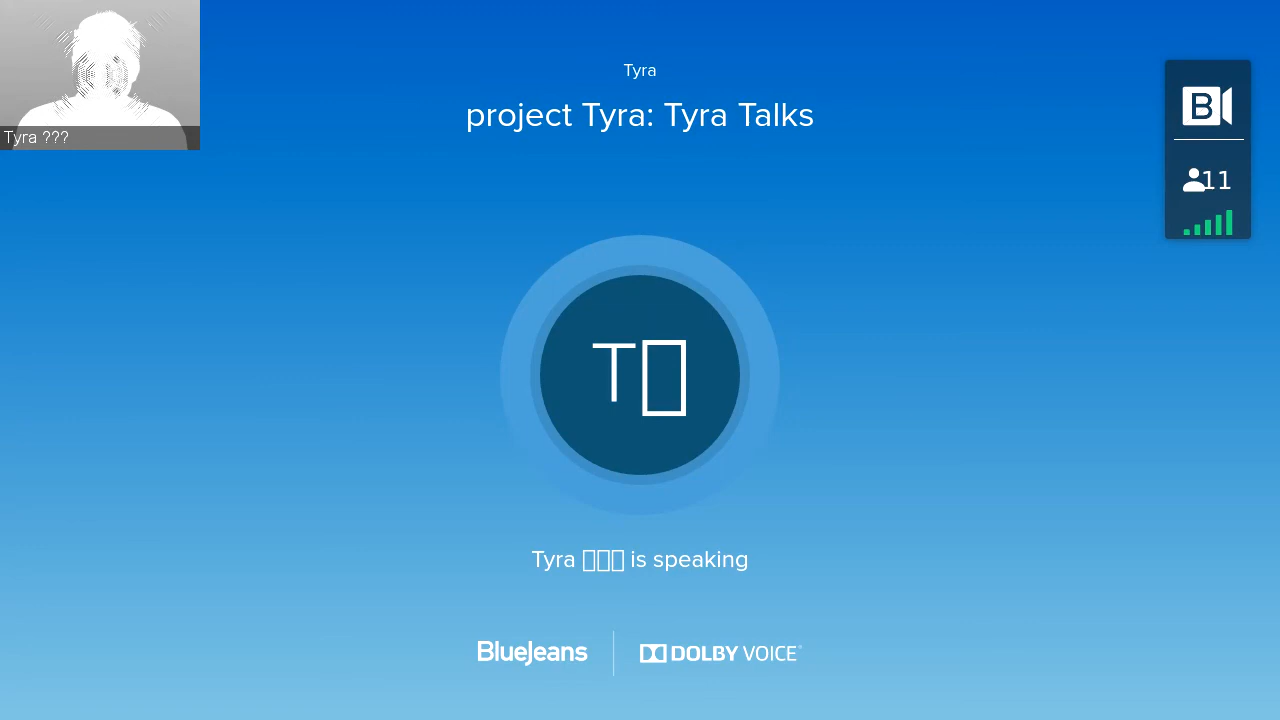 Tyra
project Tyra: Tyra Talks
Tyra ???
B
11
T
Tyra is speaking
BlueJeans
DOLBY VOICE